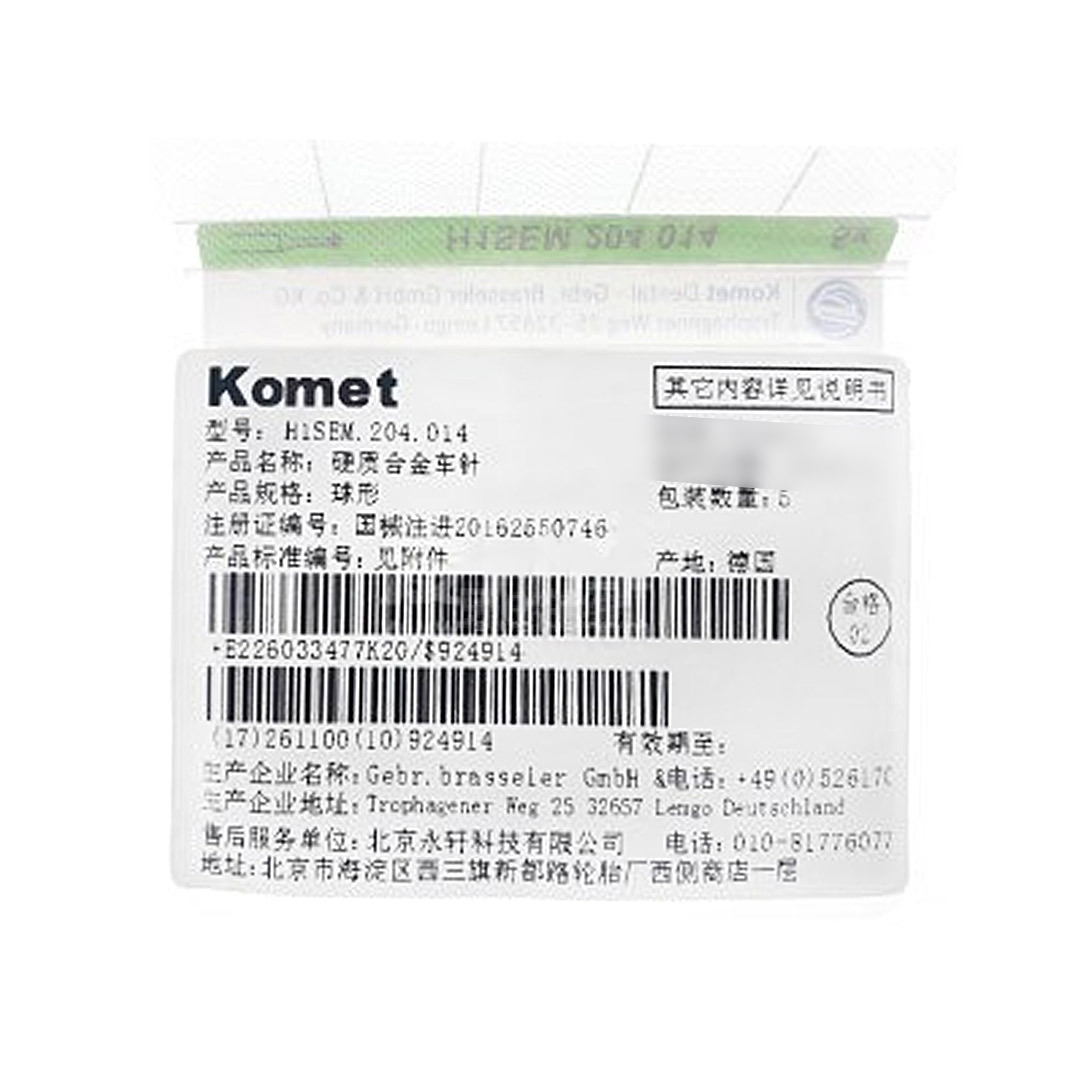 H1SEM 204 014 5x
Komet Dental · Gebr. Brasseler GmbH & Co. KG
Trophagener Weg 25 · 32657 Lemgo · Germany
Komet
其它内容详见说明书
型号: H1SEM.204.014
产品名称: 硬质合金车针
产品规格: 球形
包装数量: 5
注册证编号: 国械注进20162550746
产品标准编号: 见附件
产地: 德国
合格
02
+E226033477K20/$924914
(17)261100(10)924914
有效期至:
生产企业名称: Gebr.brasseler GmbH &电话: +49(0)526170
生产企业地址: Trophagener Weg 25 32657 Lemgo Deutschland
售后服务单位: 北京永轩科技有限公司 电话: 010-81776077
地址: 北京市海淀区西三旗新都路轮胎厂西侧商店一层